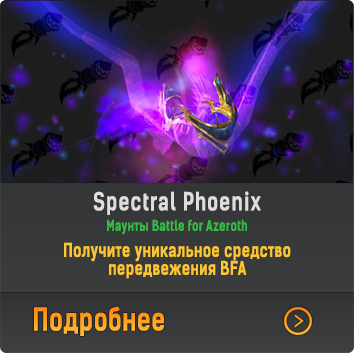 Spectral Phoenix
Маунты Battle for Azeroth
Получите уникальное средство
передвежения BFA
Подробнее